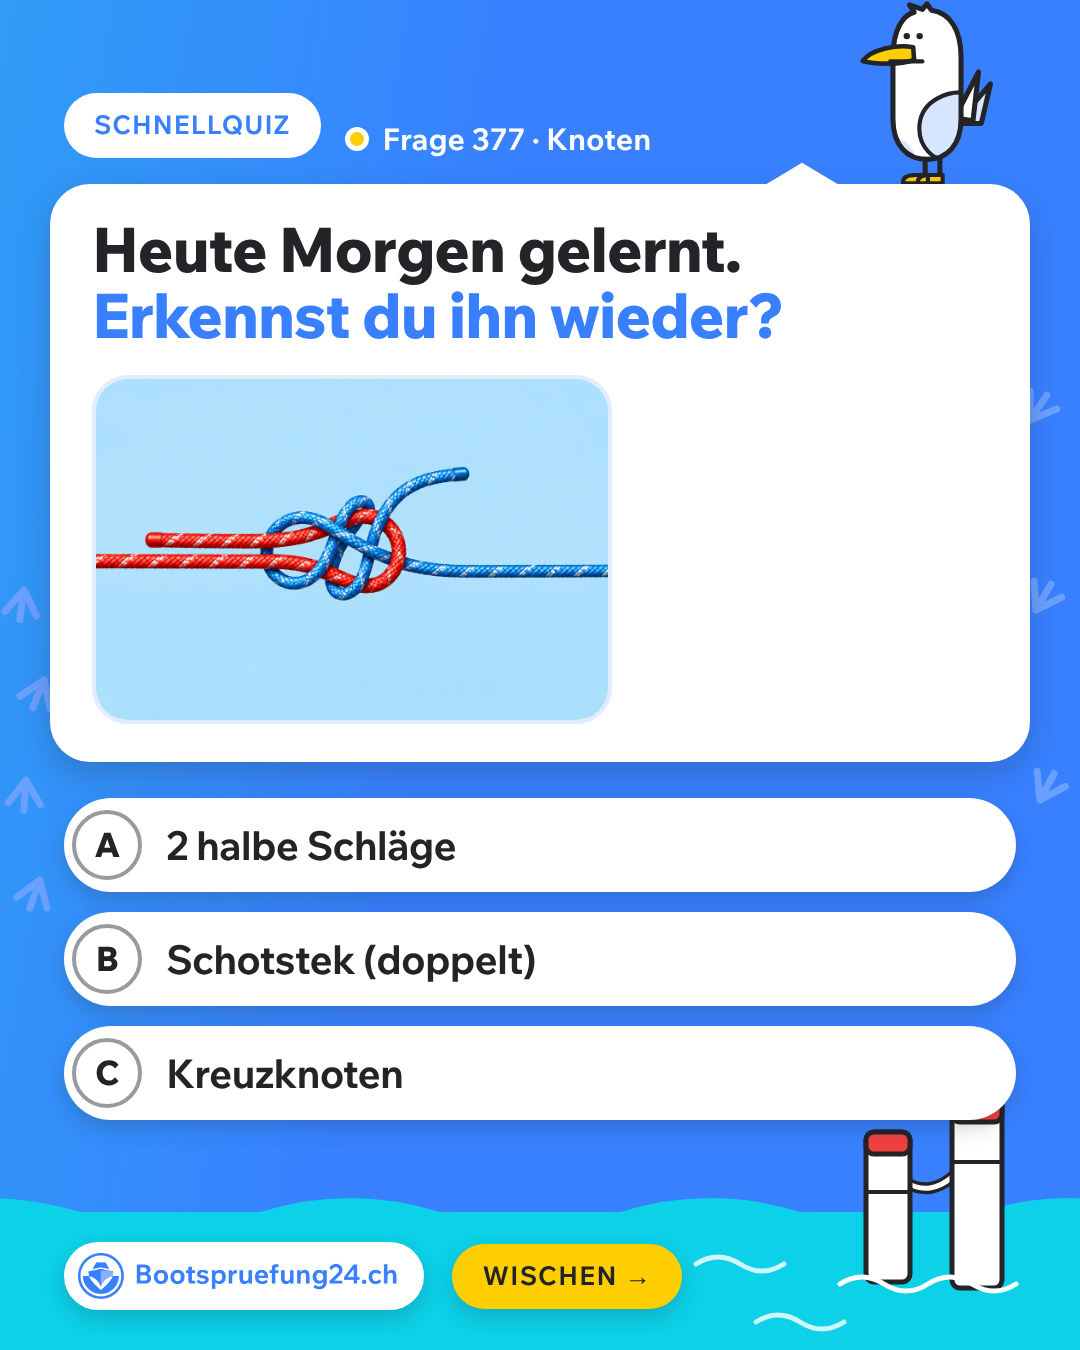 SCHNELLQUIZ
Frage 377 · Knoten
Heute Morgen gelernt.
Erkennst du ihn wieder?
A 2 halbe Schläge
B Schotstek (doppelt)
C Kreuzknoten
Bootspruefung24.ch
WISCHEN →